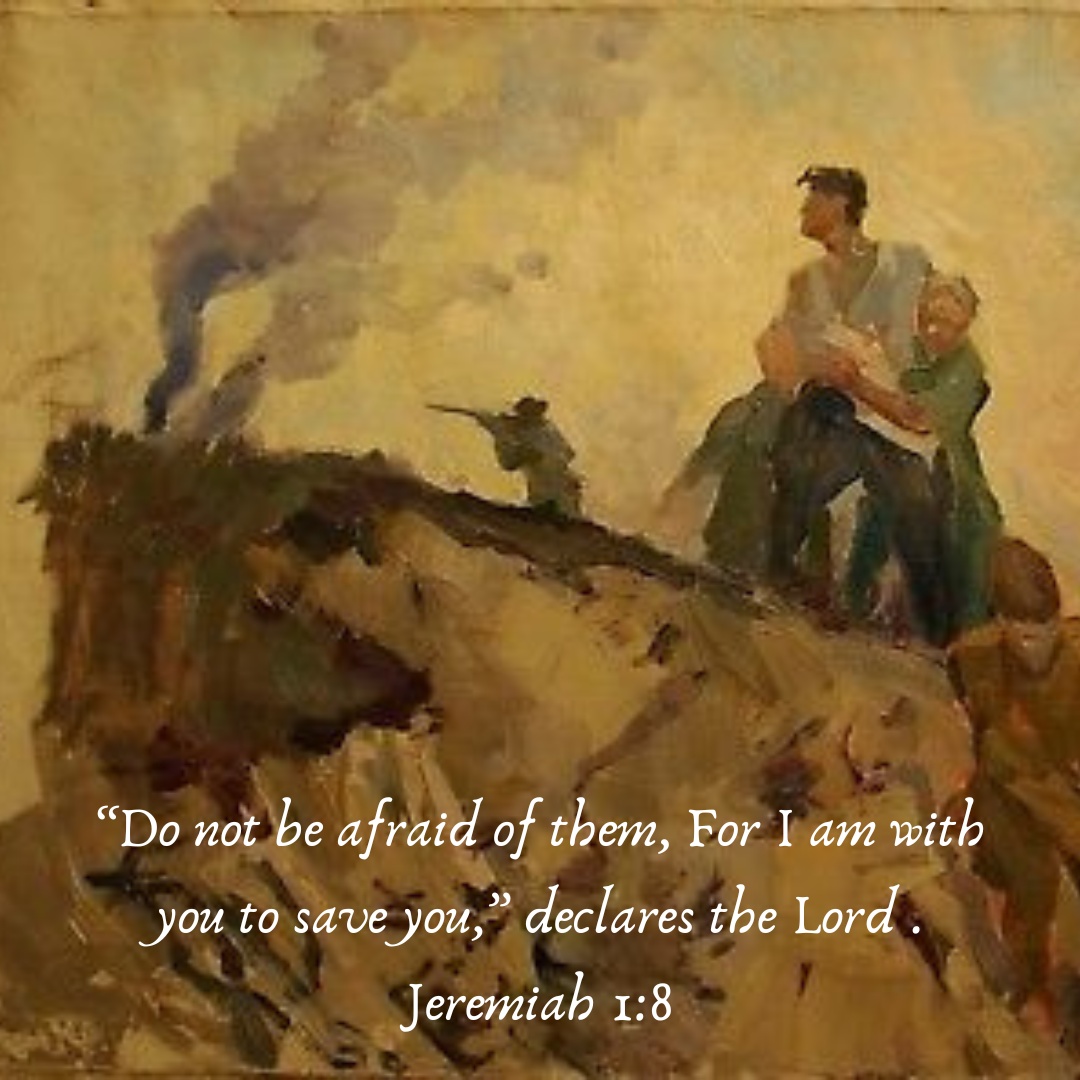 “Do not be afraid of them, For I am with
you to save you,” declares the Lord .
Jeremiah 1:8